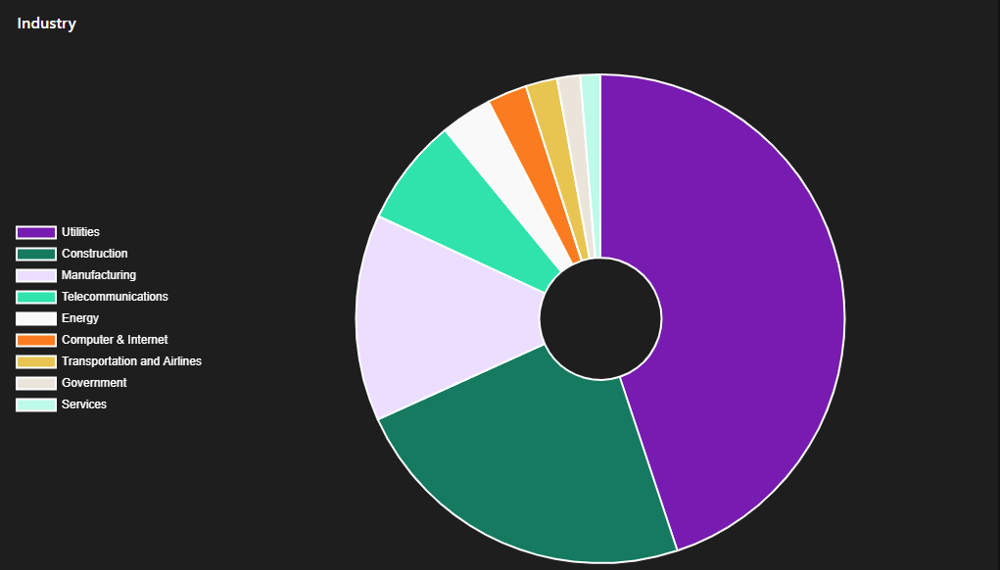 Industry
Utilities
Construction
Manufacturing
Telecommunications
Energy
Computer & Internet
Transportation and Airlines
Government
Services